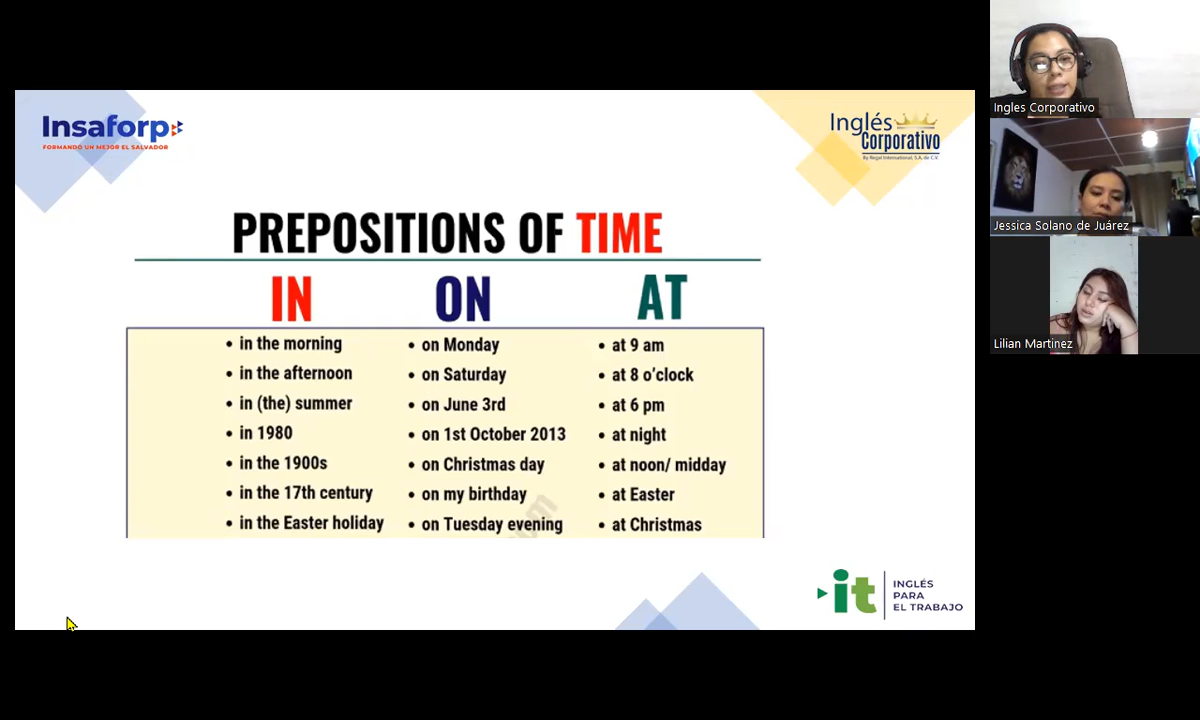 Insaforp
FORMANDO UN MEJOR EL SALVADOR
Inglés
Corporativo
By Regal International, S.A. de C.V.
PREPOSITIONS OF TIME
IN ON AT
• in the morning • on Monday • at 9 am
• in the afternoon • on Saturday • at 8 o'clock
• in (the) summer • on June 3rd • at 6 pm
• in 1980 • on 1st October 2013 • at night
• in the 1900s • on Christmas day • at noon/ midday
• in the 17th century • on my birthday • at Easter
• in the Easter holiday • on Tuesday evening • at Christmas
it
INGLÉS
PARA
EL TRABAJO
Ingles Corporativo
Jessica Solano de Juárez
Lilian Martinez